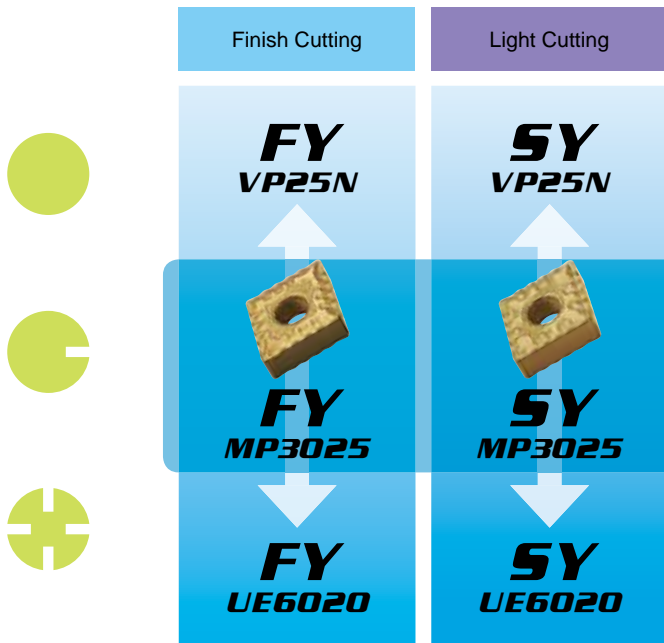 Finish Cutting
Light Cutting
FY
VP25N
SY
VP25N
FY
MP3025
SY
MP3025
FY
UE6020
SY
UE6020